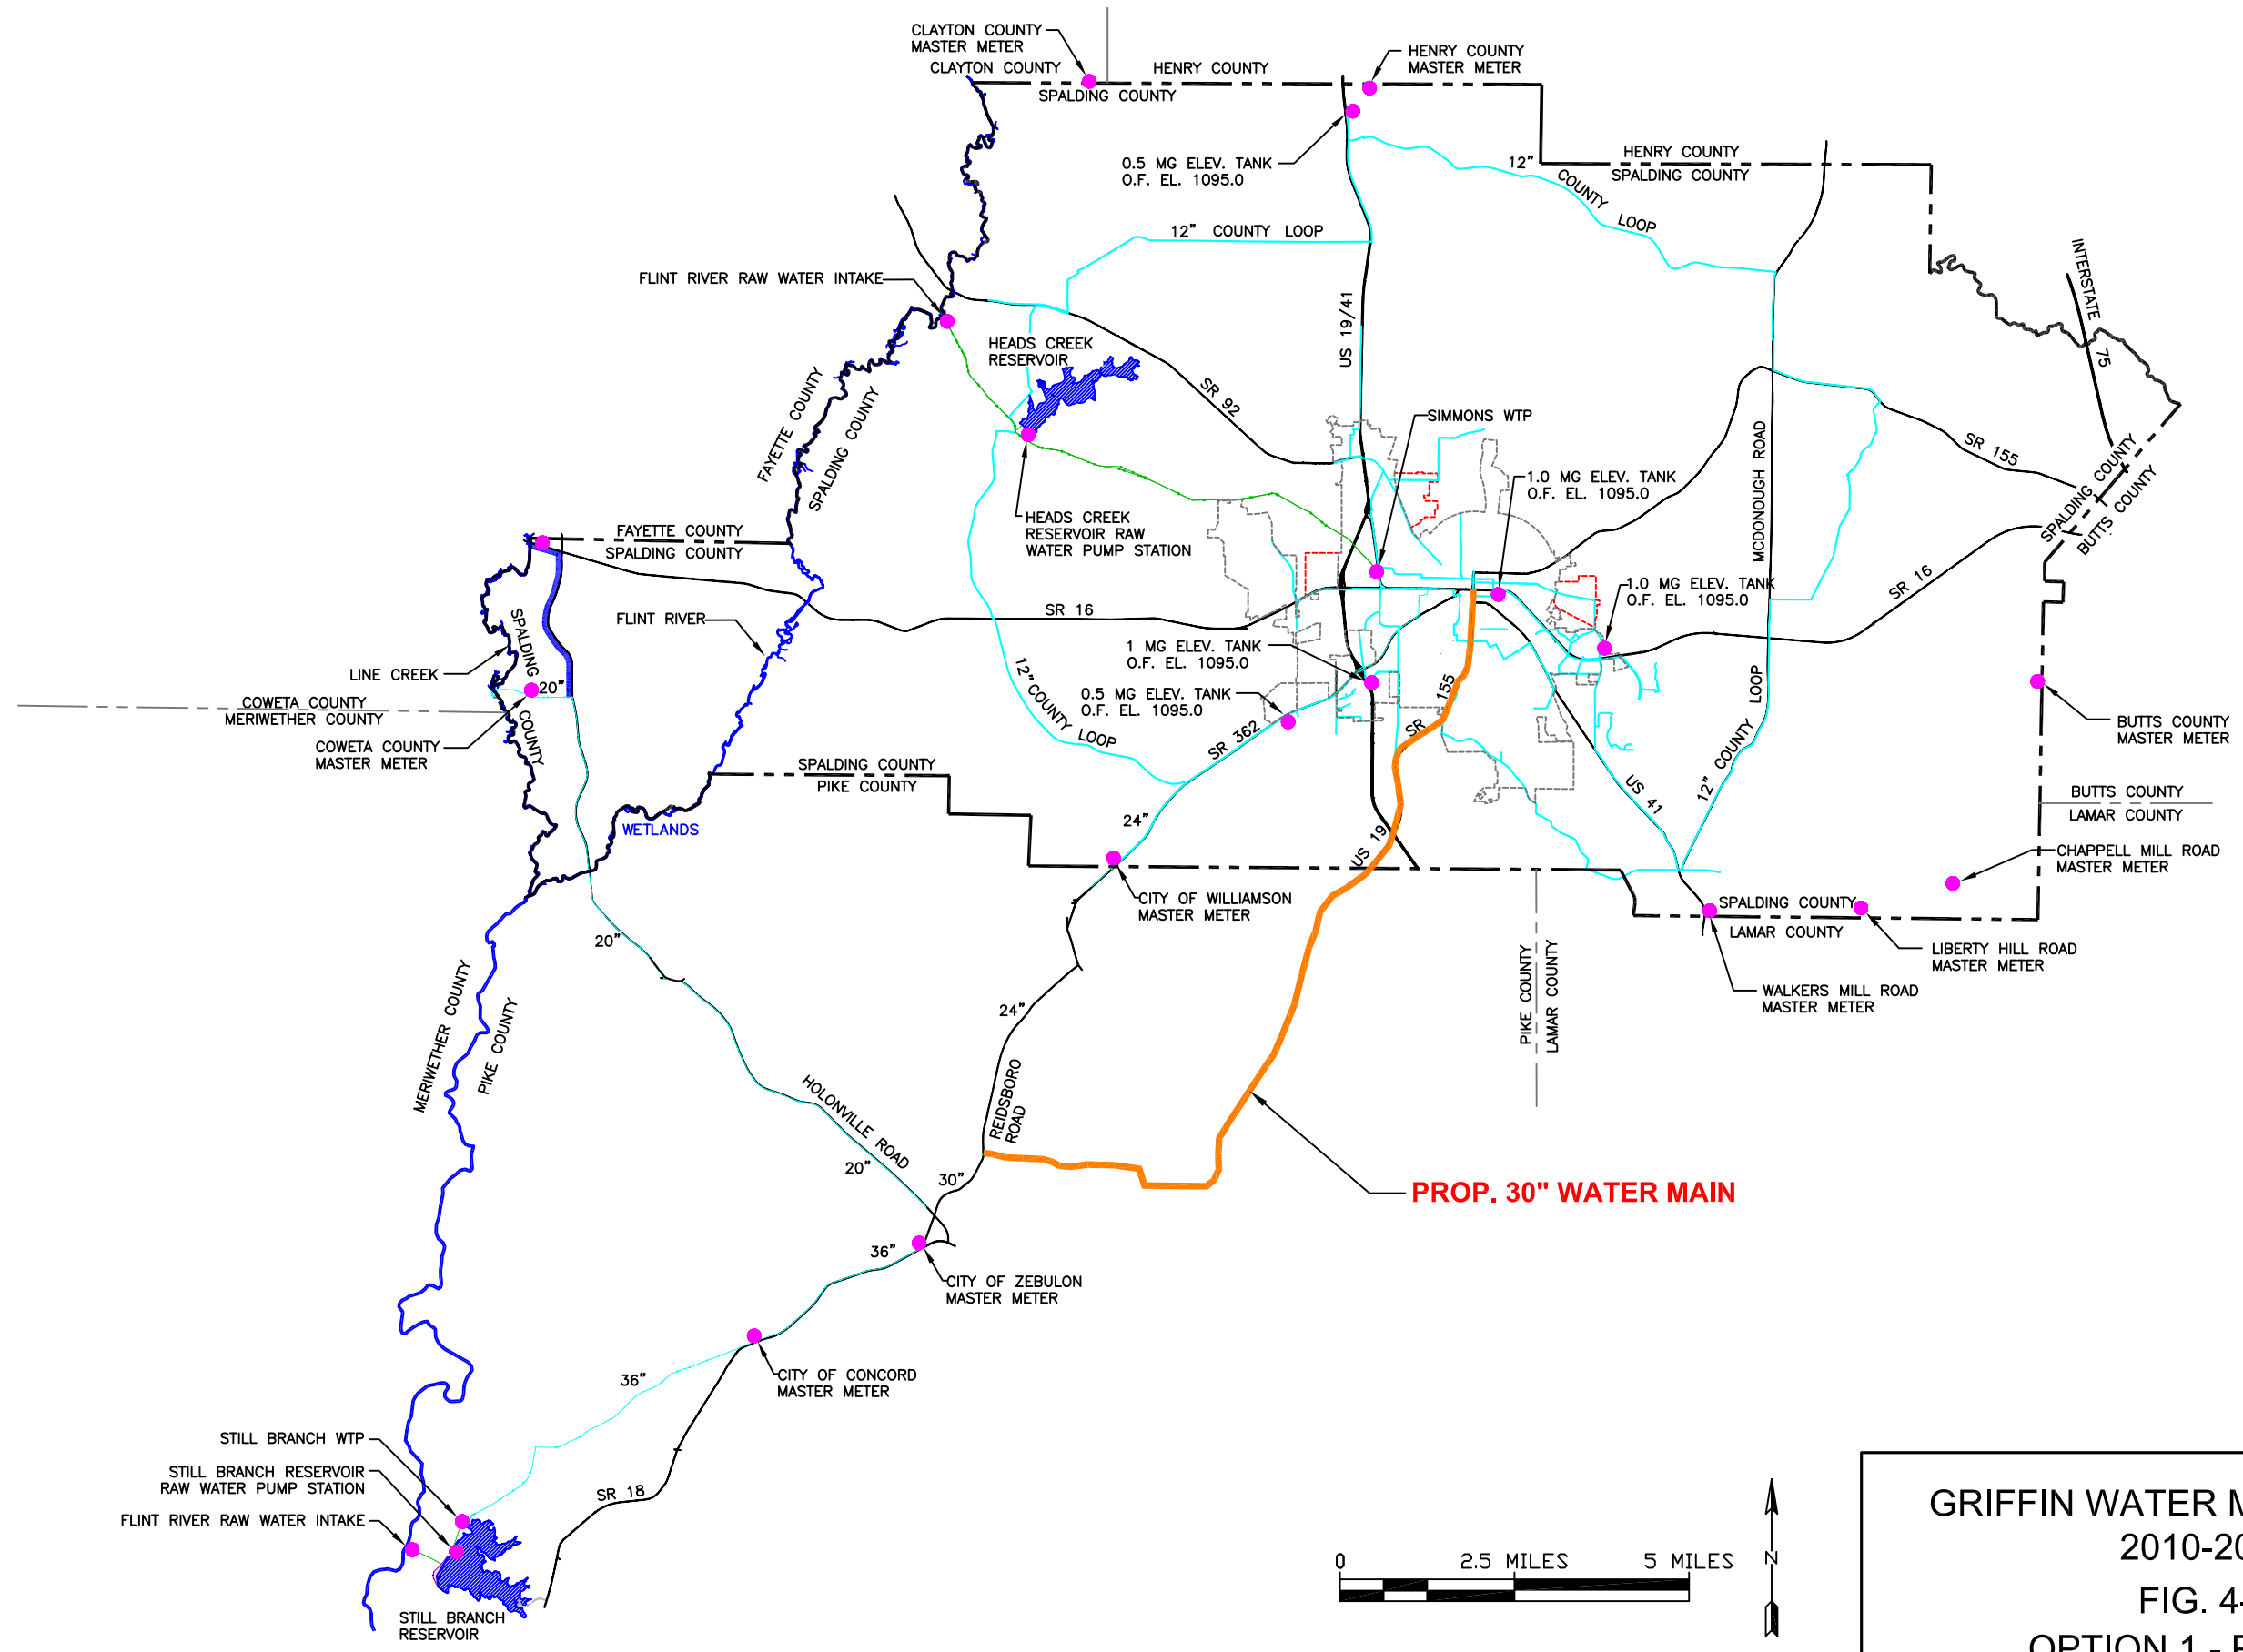 CLAYTON COUNTY
MASTER METER
CLAYTON COUNTY
HENRY COUNTY
SPALDING COUNTY
HENRY COUNTY
MASTER METER
0.5 MG ELEV. TANK
O.F. EL. 1095.0
12"
COUNTY
LOOP
HENRY COUNTY
SPALDING COUNTY
12" COUNTY LOOP
FLINT RIVER RAW WATER INTAKE
US 19/41
INTERSTATE
75
HEADS CREEK
RESERVOIR
FAYETTE COUNTY
SPALDING COUNTY
SR 92
SIMMONS WTP
MCDONOUGH ROAD
SR 155
SPALDING COUNTY
BUTTS COUNTY
1.0 MG ELEV. TANK
O.F. EL. 1095.0
HEADS CREEK
RESERVOIR RAW
WATER PUMP STATION
FAYETTE COUNTY
SPALDING COUNTY
1.0 MG ELEV. TANK
O.F. EL. 1095.0
SR 16
SR 16
FLINT RIVER
SPALDING
COUNTY
LINE CREEK
20"
1 MG ELEV. TANK
O.F. EL. 1095.0
12" COUNTY LOOP
0.5 MG ELEV. TANK
O.F. EL. 1095.0
SR 155
12" COUNTY LOOP
COWETA COUNTY
MERIWETHER COUNTY
COWETA COUNTY
MASTER METER
SR 362
BUTTS COUNTY
MASTER METER
SPALDING COUNTY
PIKE COUNTY
US 41
BUTTS COUNTY
LAMAR COUNTY
24"
WETLANDS
US 19
CHAPPELL MILL ROAD
MASTER METER
CITY OF WILLIAMSON
MASTER METER
SPALDING COUNTY
LAMAR COUNTY
20"
LIBERTY HILL ROAD
MASTER METER
PIKE COUNTY
LAMAR COUNTY
WALKERS MILL ROAD
MASTER METER
MERIWETHER COUNTY
PIKE COUNTY
24"
REIDSBORO
ROAD
HOLONVILLE ROAD
20"
30"
PROP. 30" WATER MAIN
36"
CITY OF ZEBULON
MASTER METER
CITY OF CONCORD
MASTER METER
36"
STILL BRANCH WTP
STILL BRANCH RESERVOIR
RAW WATER PUMP STATION
FLINT RIVER RAW WATER INTAKE
SR 18
STILL BRANCH
RESERVOIR
0 2.5 MILES 5 MILES
N
GRIFFIN WATER
2010-20
FIG. 4-
OPTION 1 -